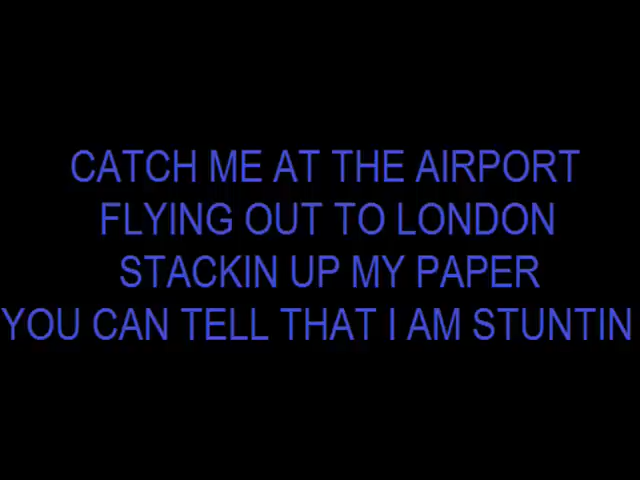 CATCH ME AT THE AIRPORT
FLYING OUT TO LONDON
STACKIN UP MY PAPER
YOU CAN TELL THAT I AM STUNTIN